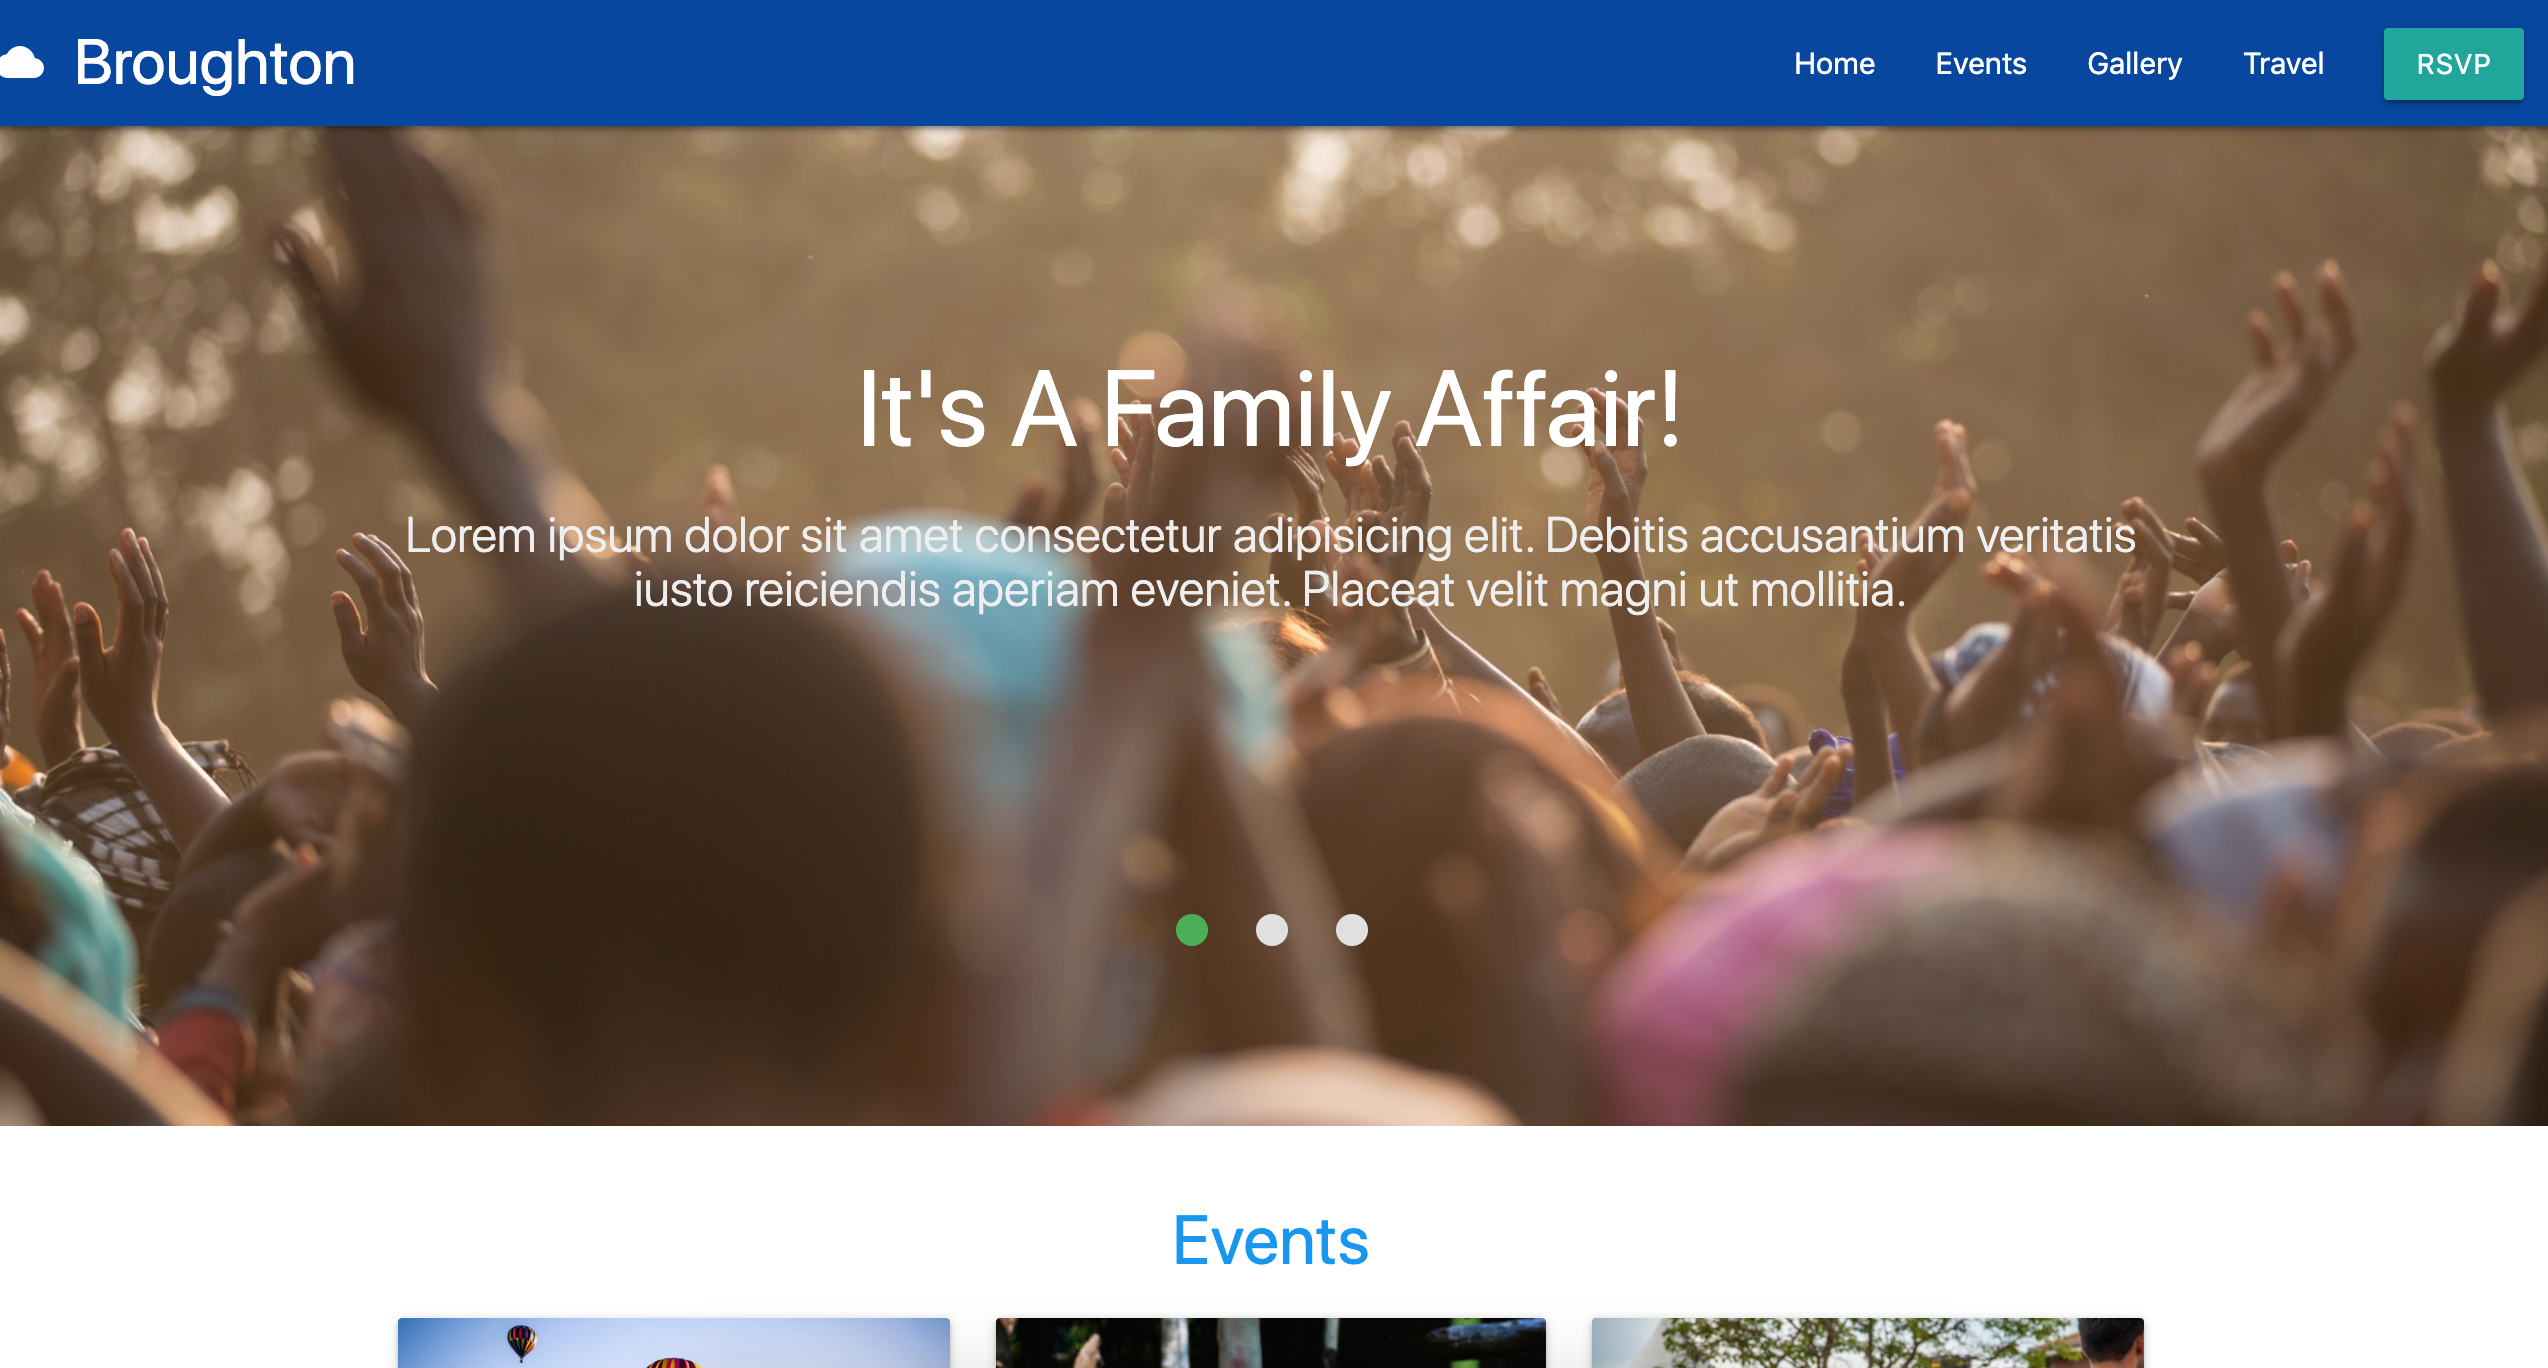 Broughton
Home Events Gallery Travel RSVP
It's A Family Affair!
Lorem ipsum dolor sit amet consectetur adipisicing elit. Debitis accusantium veritatis
iusto reiciendis aperiam eveniet. Placeat velit magni ut mollitia.
Events